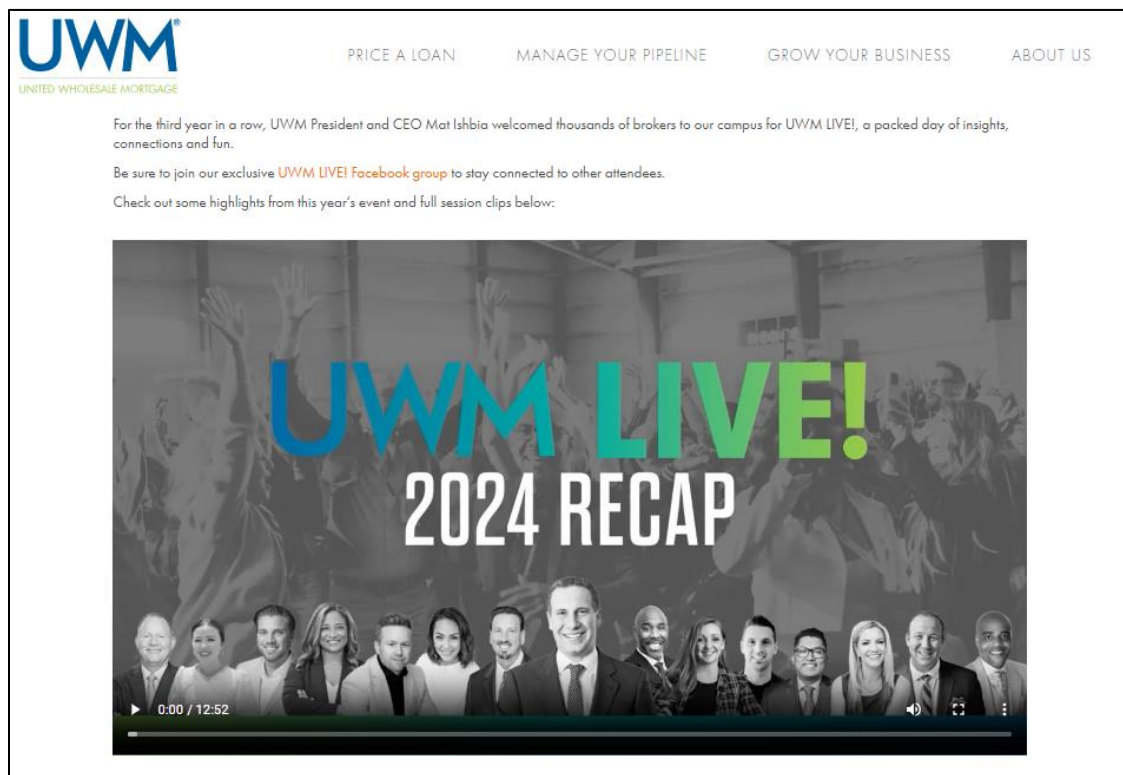 UWM®
UNITED WHOLESALE MORTGAGE
PRICE A LOAN MANAGE YOUR PIPELINE GROW YOUR BUSINESS ABOUT US
For the third year in a row, UWM President and CEO Mat Ishbia welcomed thousands of brokers to our campus for UWM LIVE!, a packed day of insights,
connections and fun.
Be sure to join our exclusive UWM LIVE! Facebook group to stay connected to other attendees.
Check out some highlights from this year's event and full session clips below:
UWM LIVE!
2024 RECAP
0:00 / 12:52